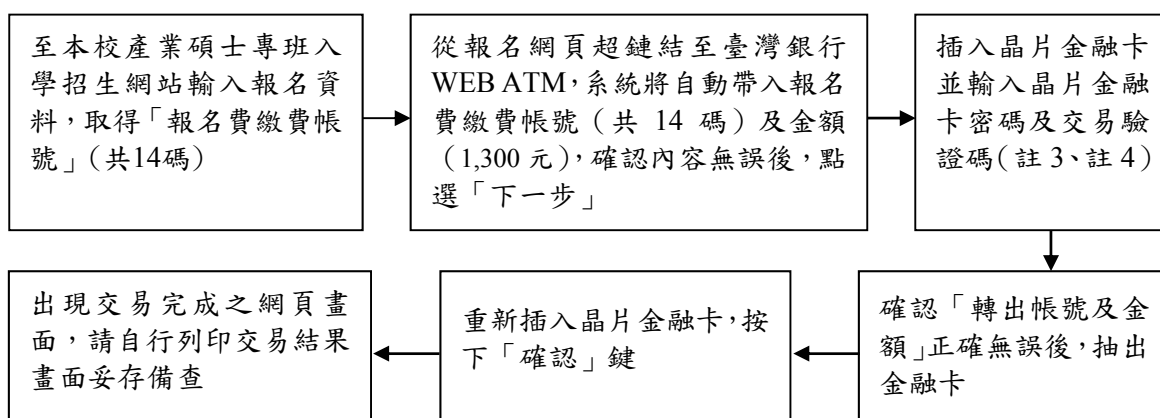 至本校產業碩士專班入
學招生網站輸入報名資
料，取得「報名費繳費帳
號」(共14碼)
從報名網頁超鏈結至臺灣銀行
WEB ATM，系統將自動帶入報名
費繳費帳號（共 14 碼）及金額
（1,300 元），確認內容無誤後，點
選「下一步」
插入晶片金融卡
並輸入晶片金融
卡密碼及交易驗
證碼(註 3、註 4)
確認「轉出帳號及金
額」正確無誤後，抽出
金融卡
重新插入晶片金融卡，按
下「確認」鍵
出現交易完成之網頁畫
面，請自行列印交易結果
畫面妥存備查